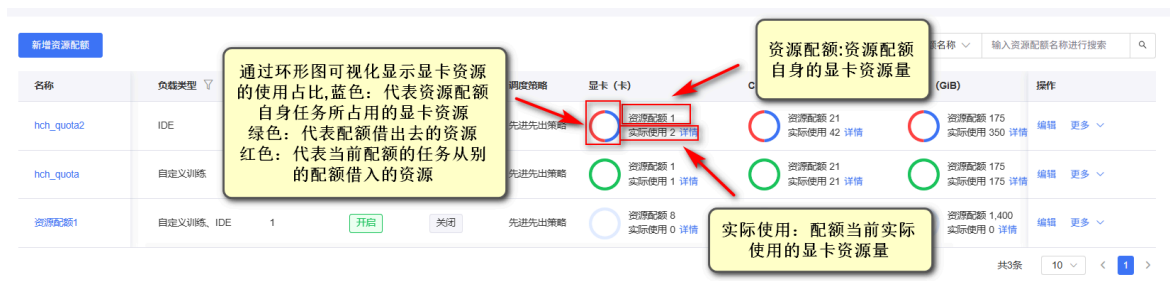 新增资源配额
名称
输入资源配额名称进行搜索
通过环形图可视化显示显卡资源
的使用占比,蓝色：代表资源配额
自身任务所占用的显卡资源
绿色：代表配额借出去的资源
红色：代表当前配额的任务从别
的配额借入的资源
资源配额:资源配额
自身的显卡资源量
名称
负载类型
调度策略
显卡（卡）
C
(GiB)
操作
hch_quota2
IDE
先进先出策略
资源配额 1
实际使用 2 详情
资源配额 21
实际使用 42 详情
资源配额 175
实际使用 350 详情
编辑
更多
hch_quota
自定义训练
先进先出策略
资源配额 1
实际使用 1 详情
资源配额 21
实际使用 21 详情
资源配额 175
实际使用 175 详情
编辑
更多
资源配额1
自定义训练、IDE
1
开启
关闭
先进先出策略
资源配额 8
实际使用 0 详情
资源配额 1,400
实际使用 0 详情
编辑
更多
实际使用：配额当前实际
使用的显卡资源量
共3条
10
1